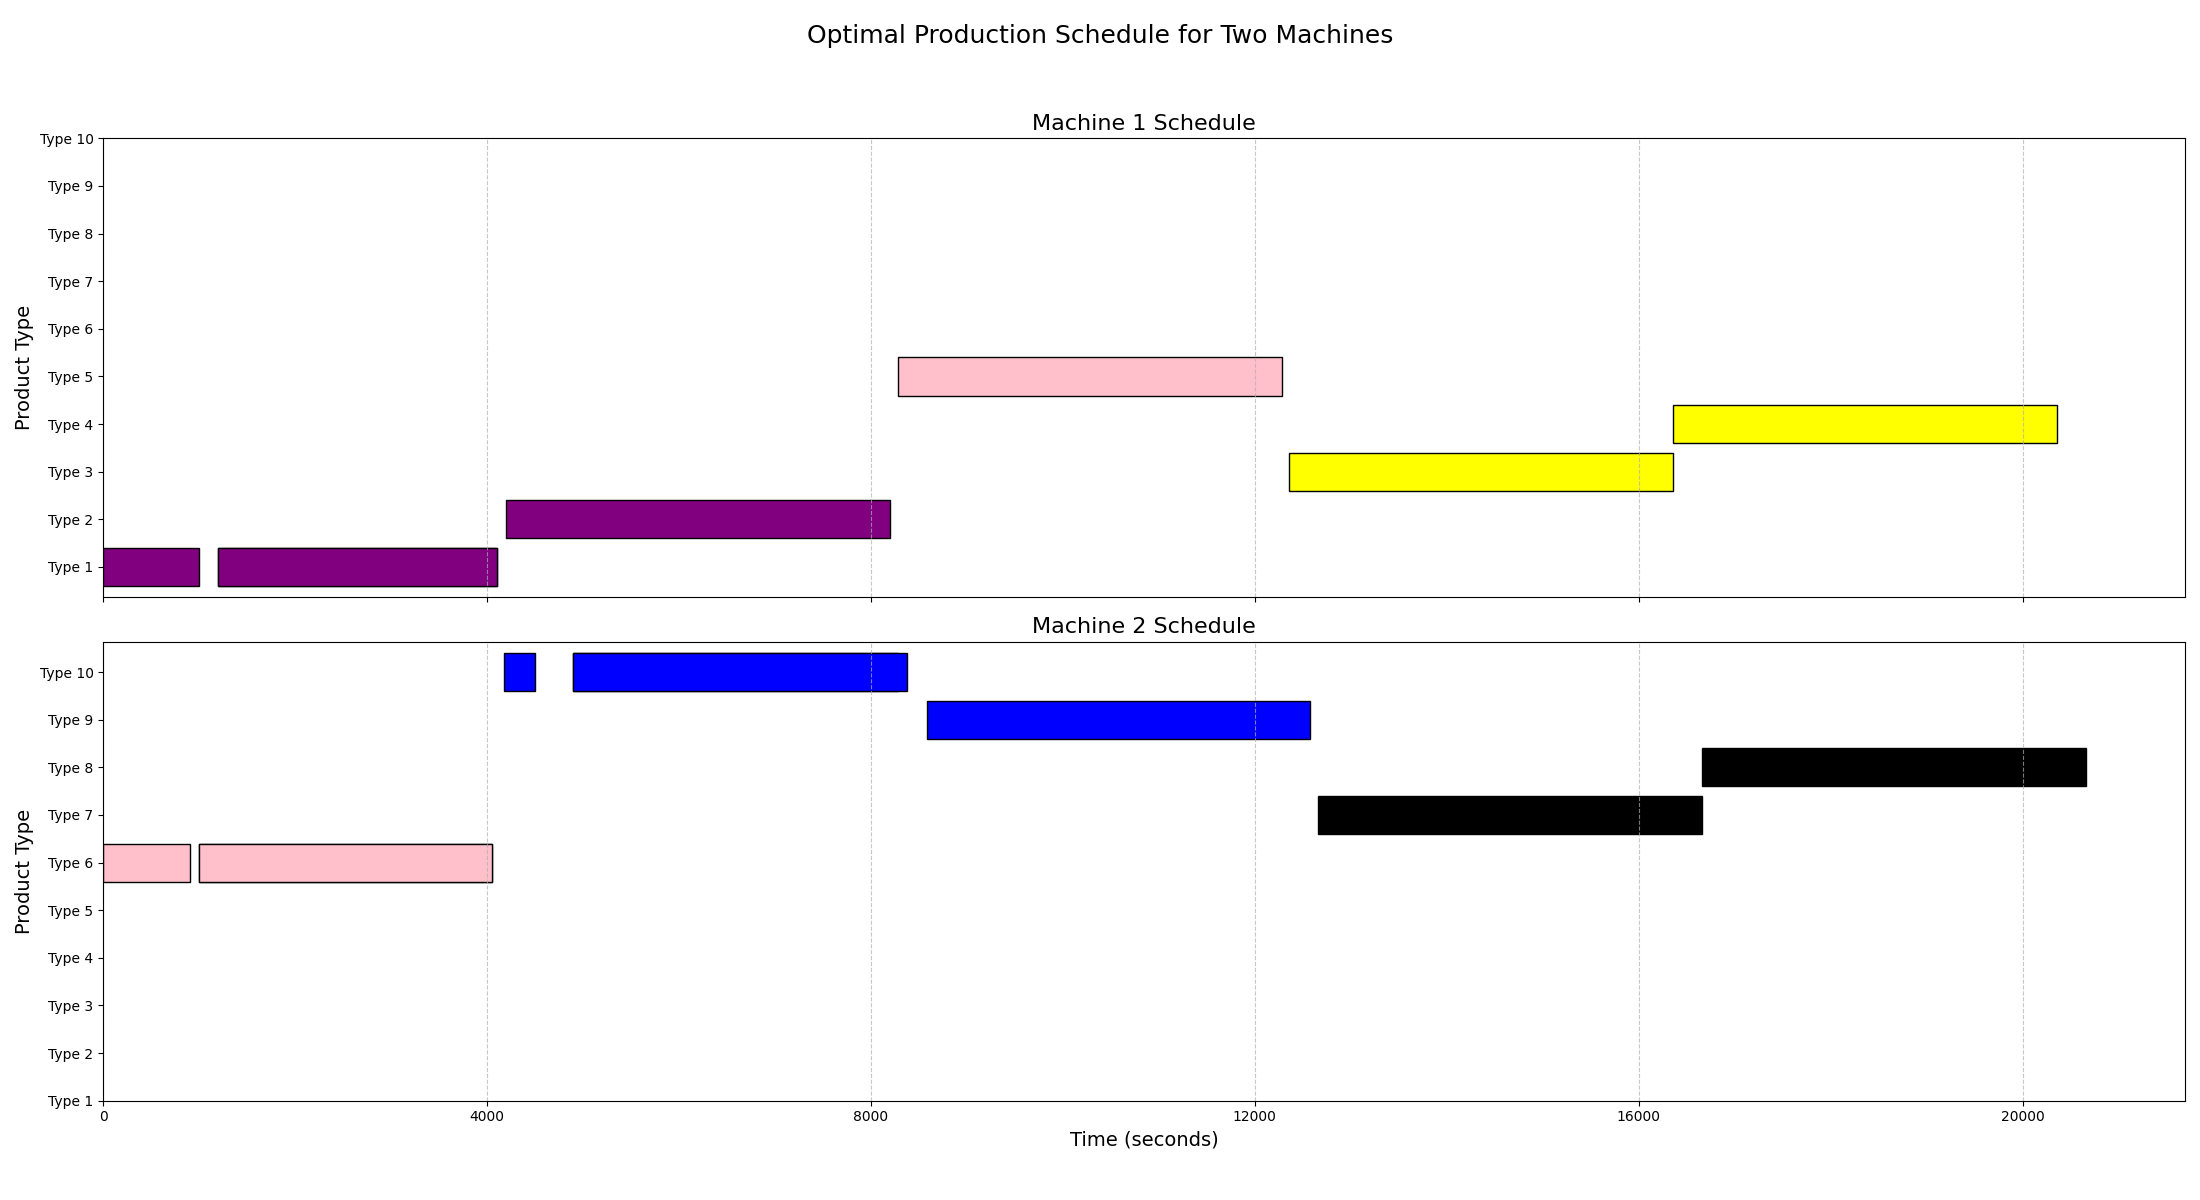 Optimal Production Schedule for Two Machines
Machine 1 Schedule
Product Type
Type 10
Type 9
Type 8
Type 7
Type 6
Type 5
Type 4
Type 3
Type 2
Type 1
Machine 2 Schedule
Product Type
Type 10
Type 9
Type 8
Type 7
Type 6
Type 5
Type 4
Type 3
Type 2
Type 1
0 4000 8000 12000 16000 20000
Time (seconds)